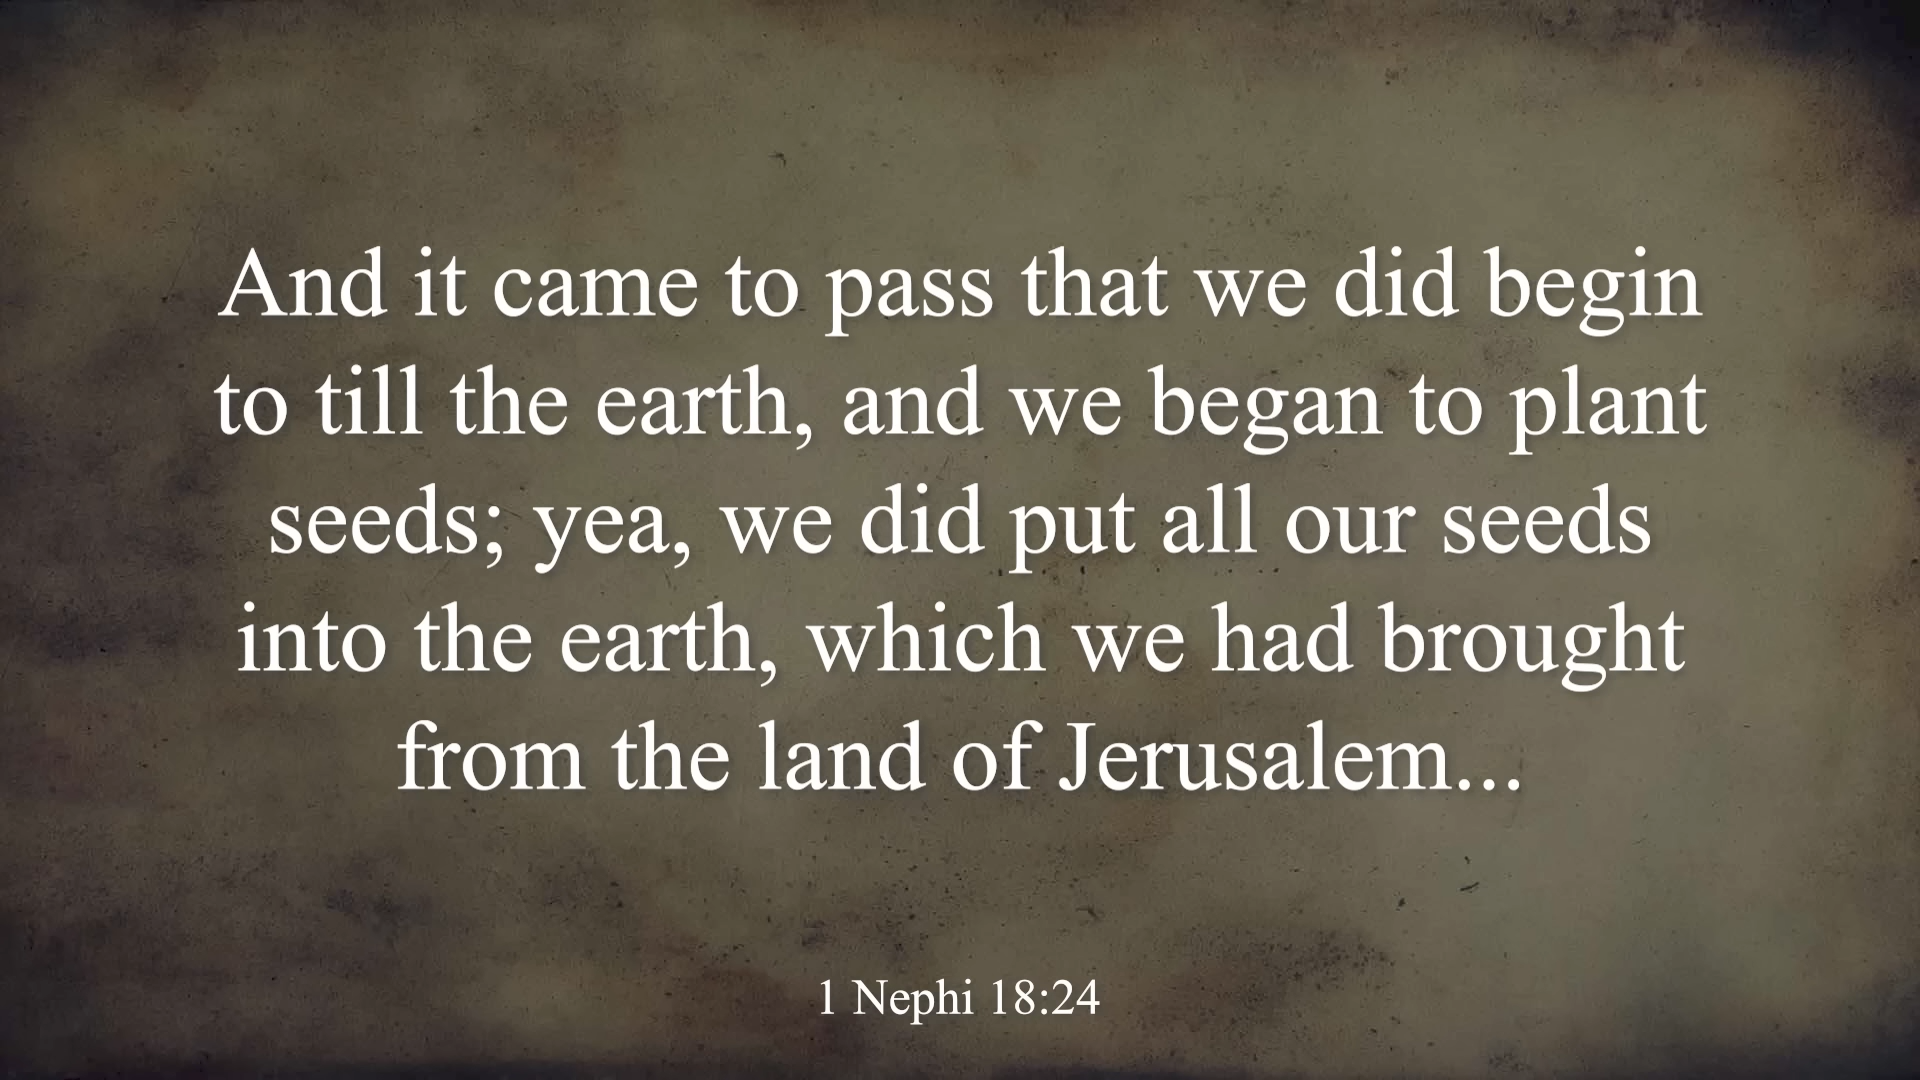 And it came to pass that we did begin
to till the earth, and we began to plant
seeds; yea, we did put all our seeds
into the earth, which we had brought
from the land of Jerusalem...
1 Nephi 18:24